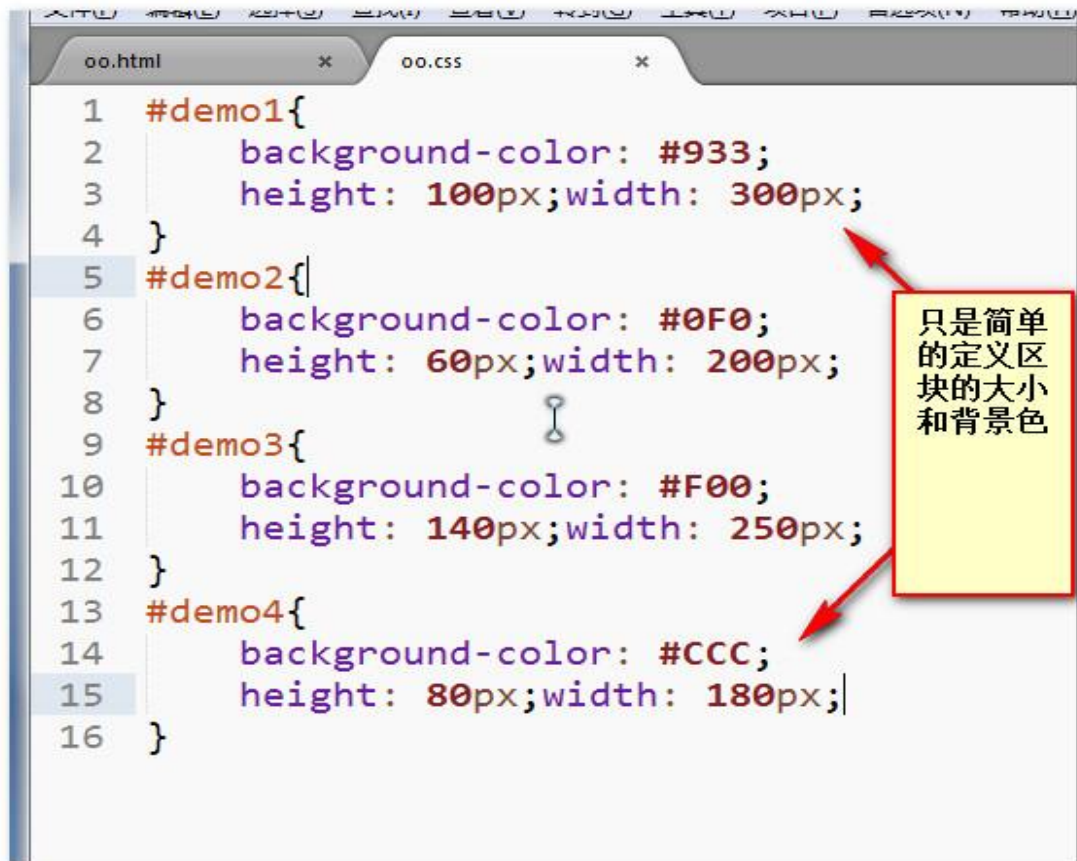 oo.html × oo.css ×
1 #demo1{
2 background-color: #933;
3 height: 100px;width: 300px;
4 }
5 #demo2{
6 background-color: #0F0;
7 height: 60px;width: 200px;
8 }
9 #demo3{
10 background-color: #F00;
11 height: 140px;width: 250px;
12 }
13 #demo4{
14 background-color: #CCC;
15 height: 80px;width: 180px;
16 }
只是简单
的定义区
块的大小
和背景色